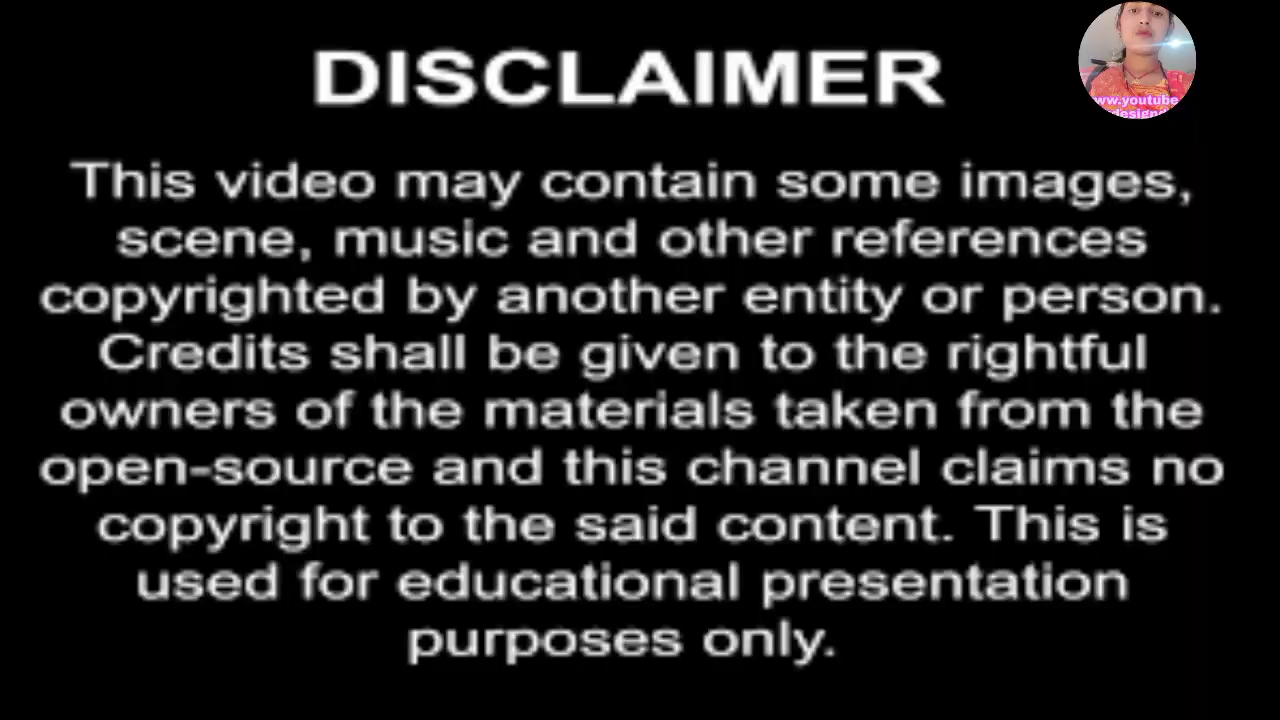 DISCLAIMER
This video may contain some images,
scene, music and other references
copyrighted by another entity or person.
Credits shall be given to the rightful
owners of the materials taken from the
open-source and this channel claims no
copyright to the said content. This is
used for educational presentation
purposes only.
ww.youtube